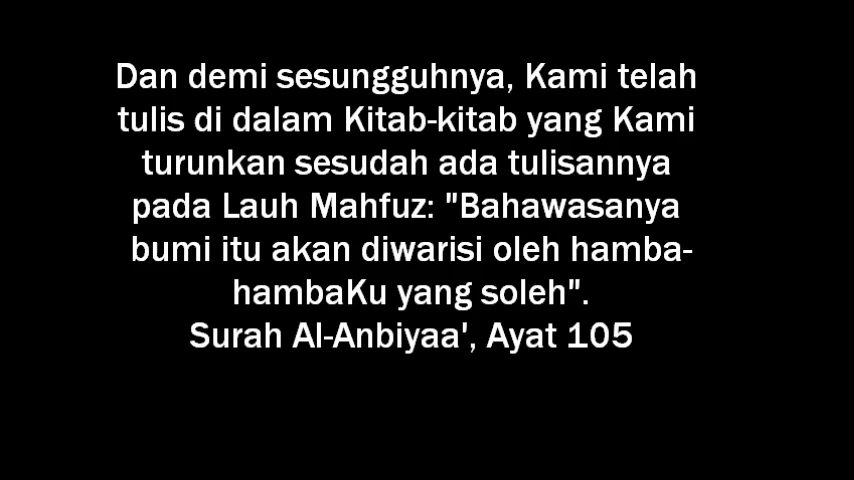 Dan demi sesungguhnya, Kami telah
tulis di dalam Kitab-kitab yang Kami
turunkan sesudah ada tulisannya
pada Lauh Mahfuz: "Bahawasanya
bumi itu akan diwarisi oleh hamba-
hambaKu yang soleh".
Surah Al-Anbiyaa', Ayat 105